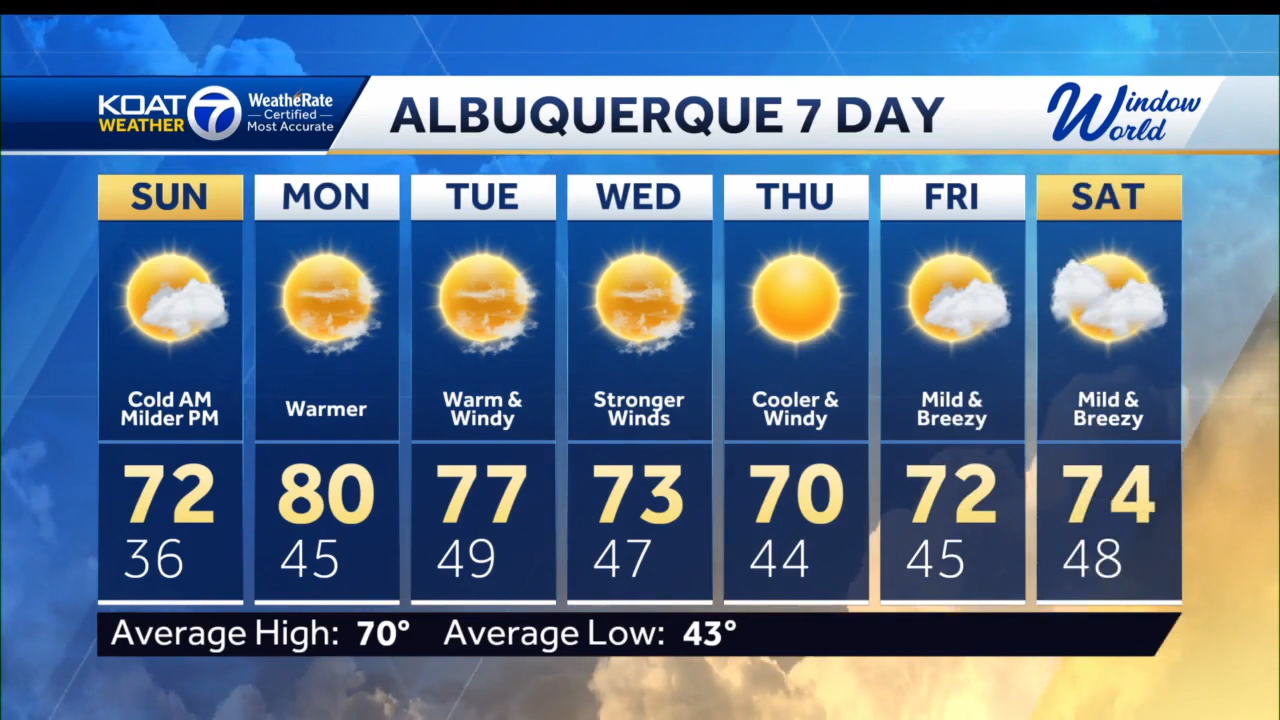 KOAT
WEATHER
7
WeatheRate
Certified
Most Accurate
ALBUQUERQUE 7 DAY
Window
World
SUN MON TUE WED THU FRI SAT
Cold AM
Milder PM
Warmer
Warm &
Windy
Stronger
Winds
Cooler &
Windy
Mild &
Breezy
Mild &
Breezy
72 80 77 73 70 72 74
36 45 49 47 44 45 48
Average High: 70° Average Low: 43°